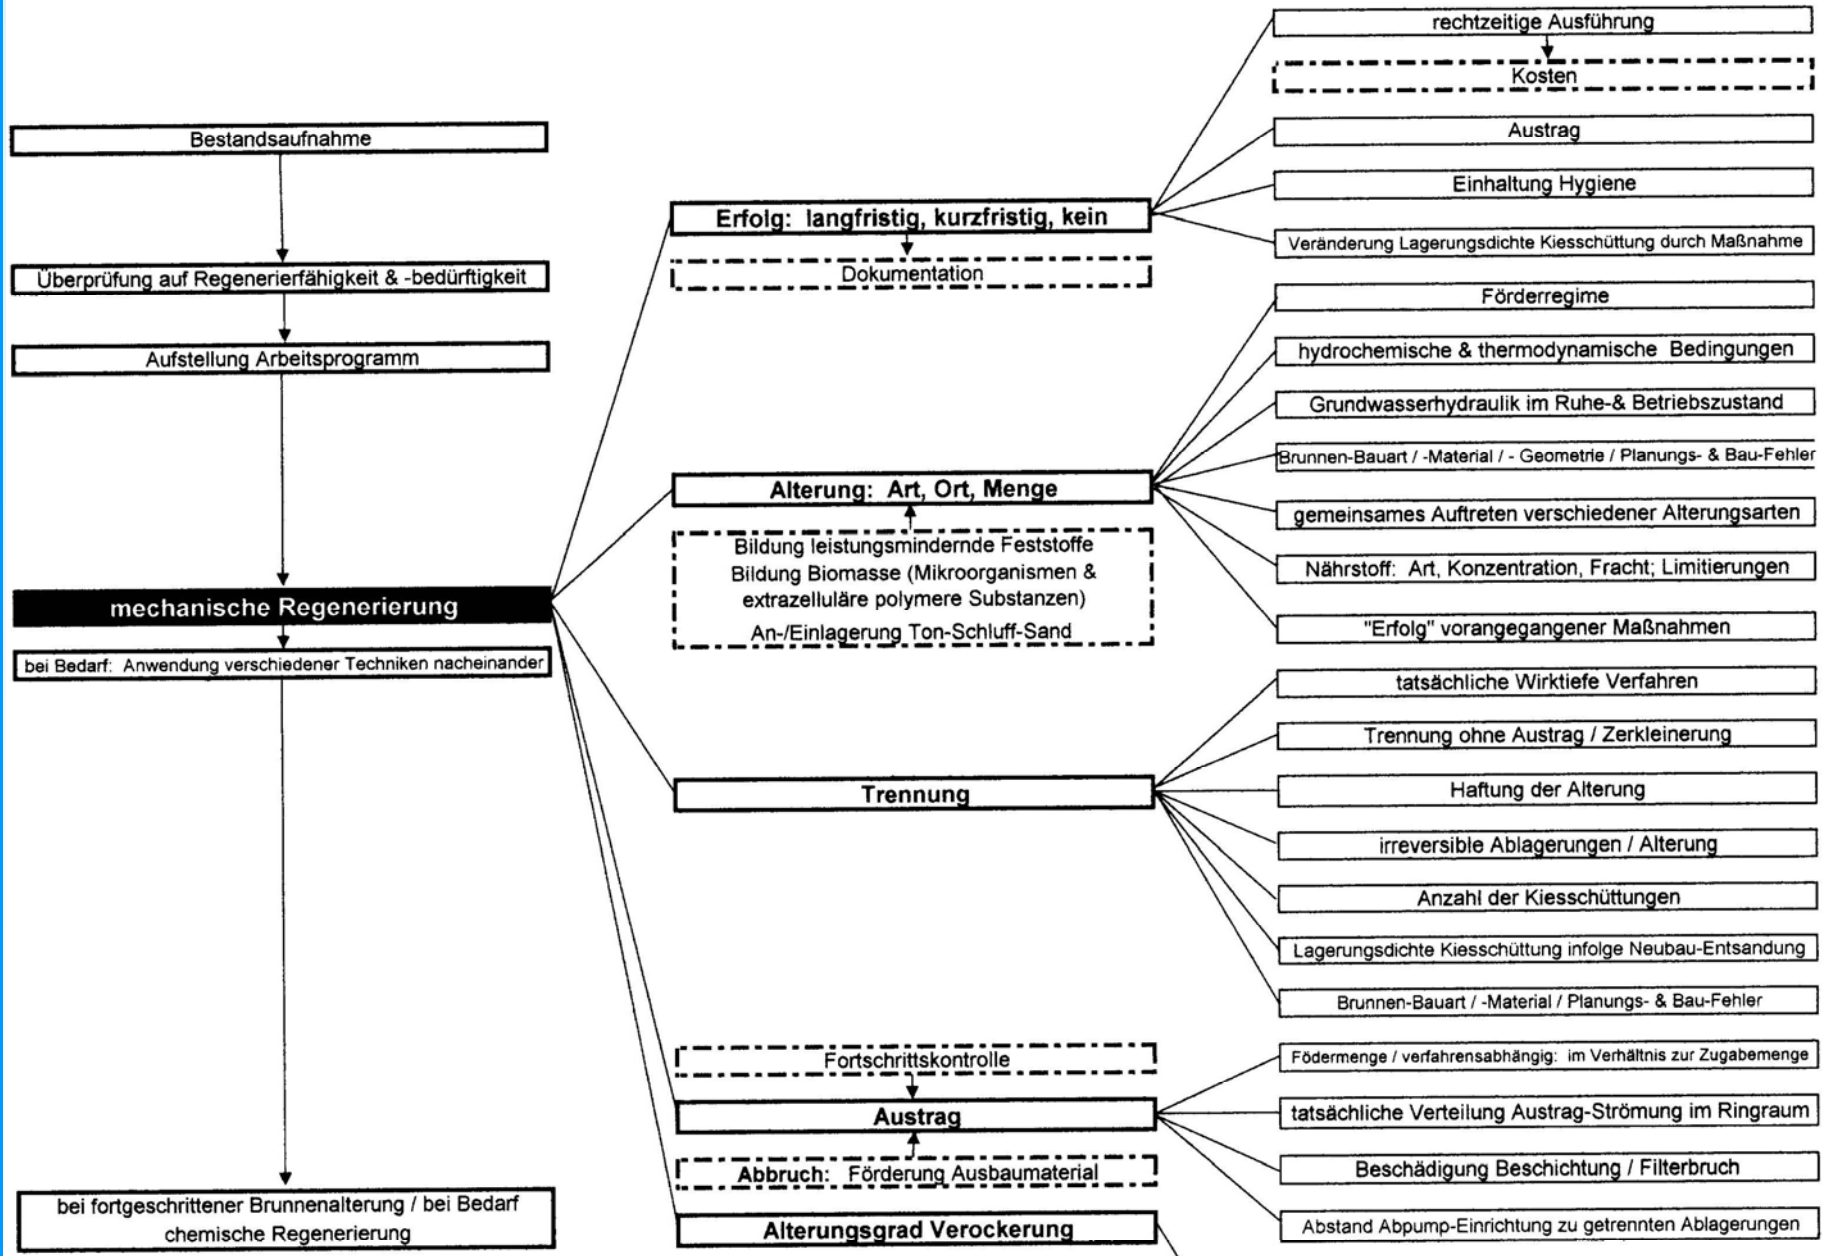 Bestandsaufnahme
Überprüfung auf Regenerierfähigkeit & -bedürftigkeit
Aufstellung Arbeitsprogramm
mechanische Regenerierung
bei Bedarf: Anwendung verschiedener Techniken nacheinander
bei fortgeschrittener Brunnenalterung / bei Bedarf
chemische Regenerierung
Erfolg: langfristig, kurzfristig, kein
Dokumentation
Alterung: Art, Ort, Menge
Bildung leistungsmindernde Feststoffe
Bildung Biomasse (Mikroorganismen &
extrazelluläre polymere Substanzen)
An-/Einlagerung Ton-Schluff-Sand
Trennung
Fortschrittskontrolle
Austrag
Abbruch: Förderung Ausbaumaterial
Alterungsgrad Verockerung
rechtzeitige Ausführung
Kosten
Austrag
Einhaltung Hygiene
Veränderung Lagerungsdichte Kiesschüttung durch Maßnahme
Förderregime
hydrochemische & thermodynamische Bedingungen
Grundwasserhydraulik im Ruhe-& Betriebszustand
Brunnen-Bauart / -Material / - Geometrie / Planungs- & Bau-Fehler
gemeinsames Auftreten verschiedener Alterungsarten
Nährstoff: Art, Konzentration, Fracht; Limitierungen
"Erfolg" vorangegangener Maßnahmen
tatsächliche Wirktiefe Verfahren
Trennung ohne Austrag / Zerkleinerung
Haftung der Alterung
irreversible Ablagerungen / Alterung
Anzahl der Kiesschüttungen
Lagerungsdichte Kiesschüttung infolge Neubau-Entsandung
Brunnen-Bauart / -Material / Planungs- & Bau-Fehler
Födermenge / verfahrensabhängig: im Verhältnis zur Zugabemenge
tatsächliche Verteilung Austrag-Strömung im Ringraum
Beschädigung Beschichtung / Filterbruch
Abstand Abpump-Einrichtung zu getrennten Ablagerungen